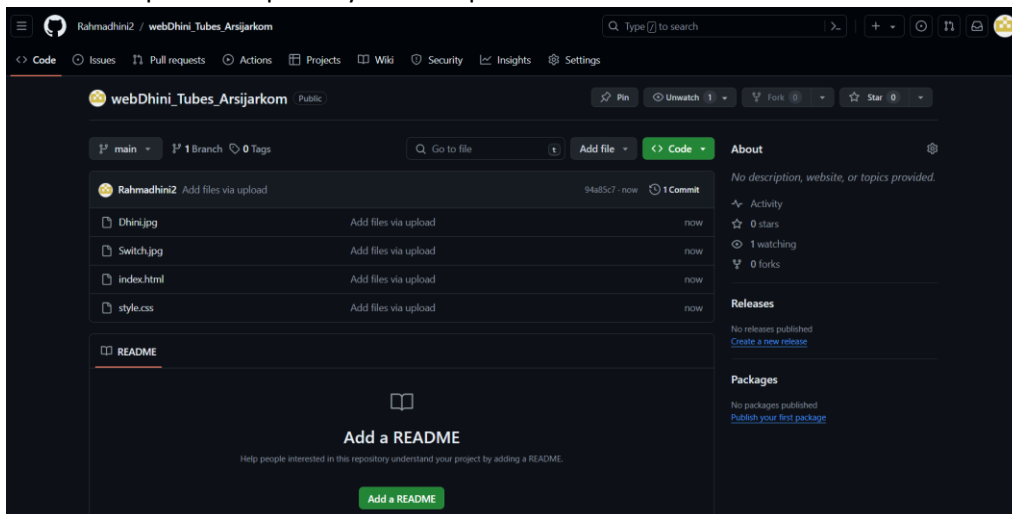 Rahmadhini2 / webDhini_Tubes_Arsijarkom
Type / to search
Code
Issues
Pull requests
Actions
Projects
Wiki
Security
Insights
Settings
webDhini_Tubes_Arsijarkom Public
Pin
Unwatch 1
Fork 0
Star 0
main
1 Branch
0 Tags
Go to file
t
Add file
Code
Rahmadhini2 Add files via upload
94a85c7 · now
1 Commit
Dhini.jpg Add files via upload now
Switch.jpg Add files via upload now
index.html Add files via upload now
style.css Add files via upload now
README
Add a README
Help people interested in this repository understand your project by adding a README.
Add a README
About
No description, website, or topics provided.
Activity
0 stars
1 watching
0 forks
Releases
No releases published
Create a new release
Packages
No packages published
Publish your first package